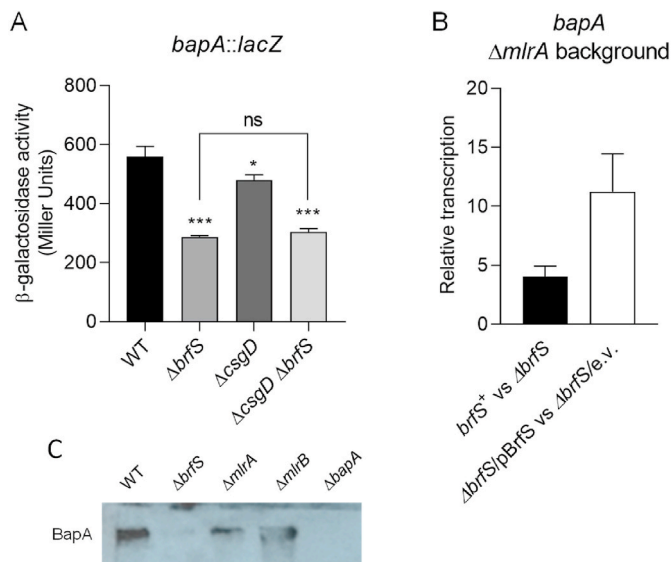 A
bapA::lacZ
β-galactosidase activity
(Miller Units)
800
600
400
200
0
ns
***
*
***
WT
ΔbrfS
ΔcsgD
ΔcsgD ΔbrfS
B
bapA
ΔmlrA background
Relative transcription
20
15
10
5
0
brfS+ vs ΔbrfS
ΔbrfS/pBrfS vs ΔbrfS/e.v.
C
WT
ΔbrfS
ΔmlrA
ΔmlrB
ΔbapA
BapA